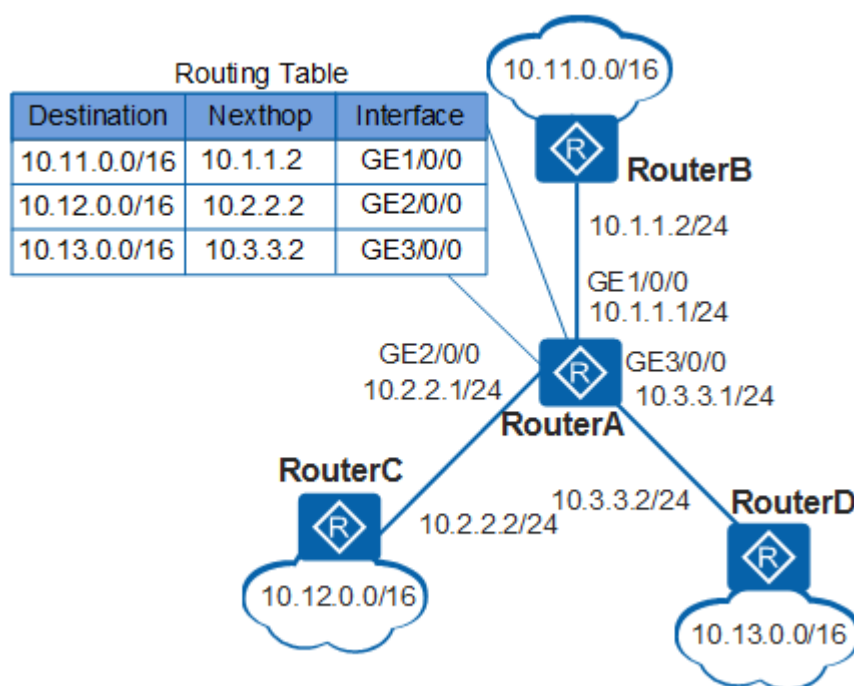 10.11.0.0/16
Routing Table
Destination Nexthop Interface
10.11.0.0/16 10.1.1.2 GE1/0/0
10.12.0.0/16 10.2.2.2 GE2/0/0
10.13.0.0/16 10.3.3.2 GE3/0/0
R
RouterB
10.1.1.2/24
GE1/0/0
10.1.1.1/24
GE2/0/0
10.2.2.1/24
R
GE3/0/0
10.3.3.1/24
RouterA
RouterC
R
10.2.2.2/24
10.3.3.2/24
RouterD
R
10.12.0.0/16
10.13.0.0/16